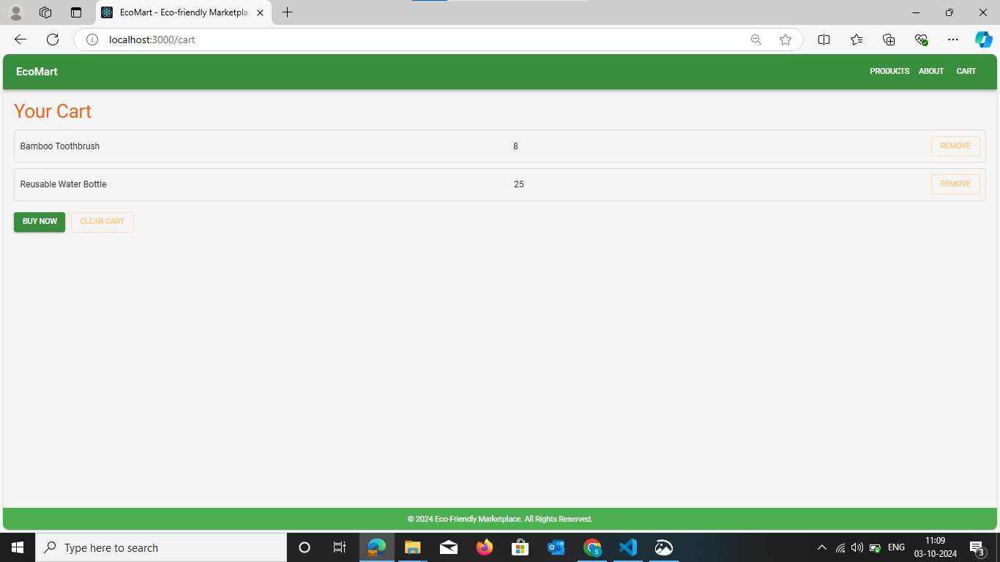 EcoMart - Eco-friendly Marketplac
localhost:3000/cart
EcoMart
PRODUCTS ABOUT CART
Your Cart
Bamboo Toothbrush 8 REMOVE
Reusable Water Bottle 25 REMOVE
BUY NOW CLEAR CART
© 2024 Eco-Friendly Marketplace. All Rights Reserved.
Type here to search
S
ENG
11:09
03-10-2024
3